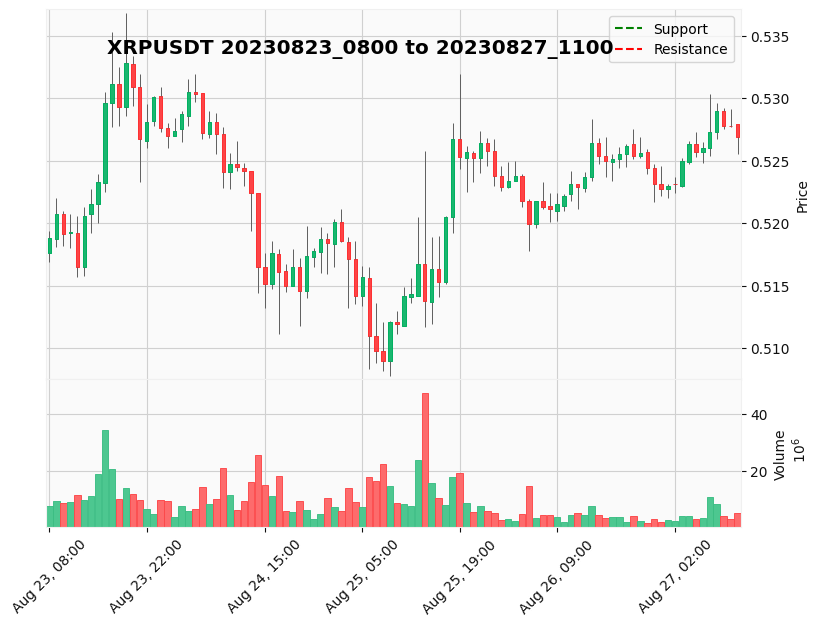 XRPUSDT 20230823_0800 to 20230827_1100
Support
Resistance
0.535
0.530
0.525
0.520
0.515
0.510
Price
40
20
Volume
10⁶
Aug 23, 08:00
Aug 23, 22:00
Aug 24, 15:00
Aug 25, 05:00
Aug 25, 19:00
Aug 26, 09:00
Aug 27, 02:00